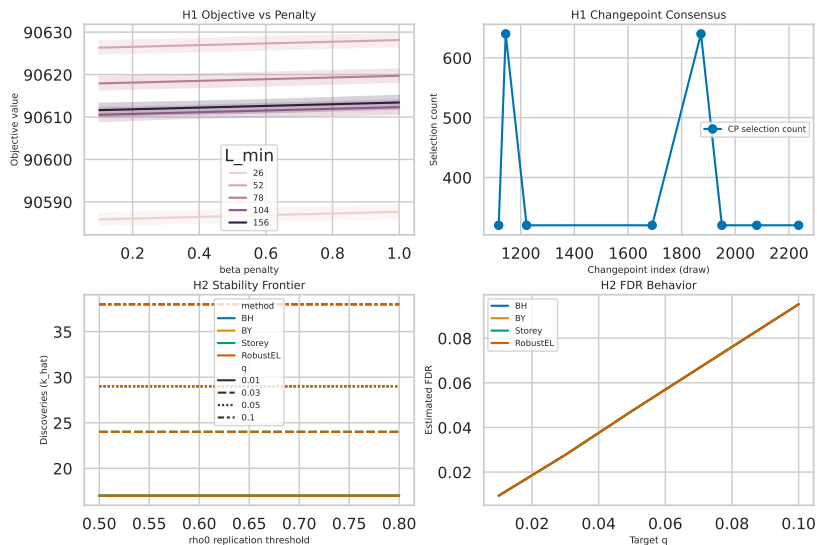 H1 Objective vs Penalty
90630
90620
90610
90600
90590
Objective value
L_min
26
52
78
104
156
0.2
0.4
0.6
0.8
1.0
beta penalty
H1 Changepoint Consensus
600
500
400
Selection count
CP selection count
1200
1400
1600
1800
2000
2200
Changepoint index (draw)
H2 Stability Frontier
35
30
25
20
Discoveries (k_hat)
method
BH
BY
Storey
RobustEL
q
0.01
0.03
0.05
0.1
0.50
0.55
0.60
0.65
0.70
0.75
0.80
rho0 replication threshold
H2 FDR Behavior
BH
BY
Storey
RobustEL
0.08
0.06
0.04
0.02
Estimated FDR
0.02
0.04
0.06
0.08
0.10
Target q